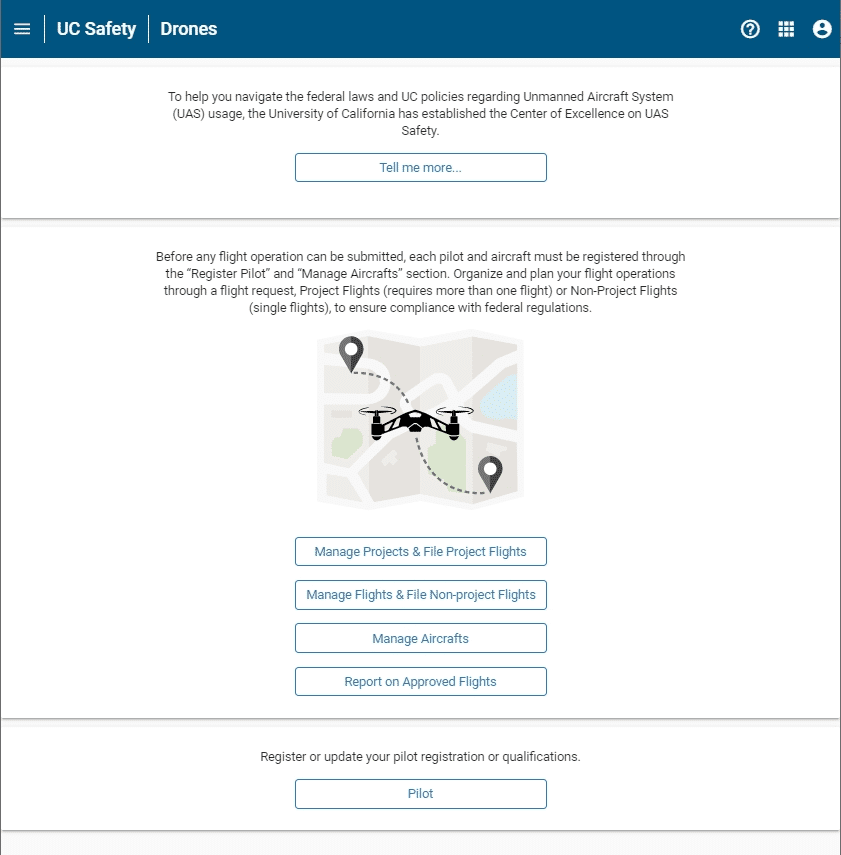 UC Safety Drones
To help you navigate the federal laws and UC policies regarding Unmanned Aircraft System
(UAS) usage, the University of California has established the Center of Excellence on UAS
Safety.
Tell me more...
Before any flight operation can be submitted, each pilot and aircraft must be registered through
the “Register Pilot” and “Manage Aircrafts” section. Organize and plan your flight operations
through a flight request, Project Flights (requires more than one flight) or Non-Project Flights
(single flights), to ensure compliance with federal regulations.
Manage Projects & File Project Flights
Manage Flights & File Non-project Flights
Manage Aircrafts
Report on Approved Flights
Register or update your pilot registration or qualifications.
Pilot